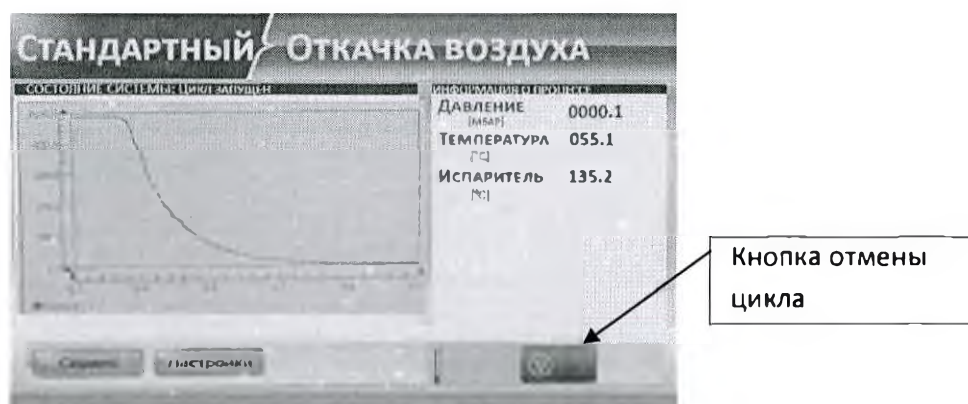 Стандартный Откачка воздуха
СОСТОЯНИЕ СИСТЕМЫ: Цикл запущен
ИНФОРМАЦИЯ О ПРОЦЕССЕ
Давление 0000.1
[мбар]
Температура 055.1
[°C]
Испаритель 135.2
[°C]
Кнопка отмены
цикла
Настройки